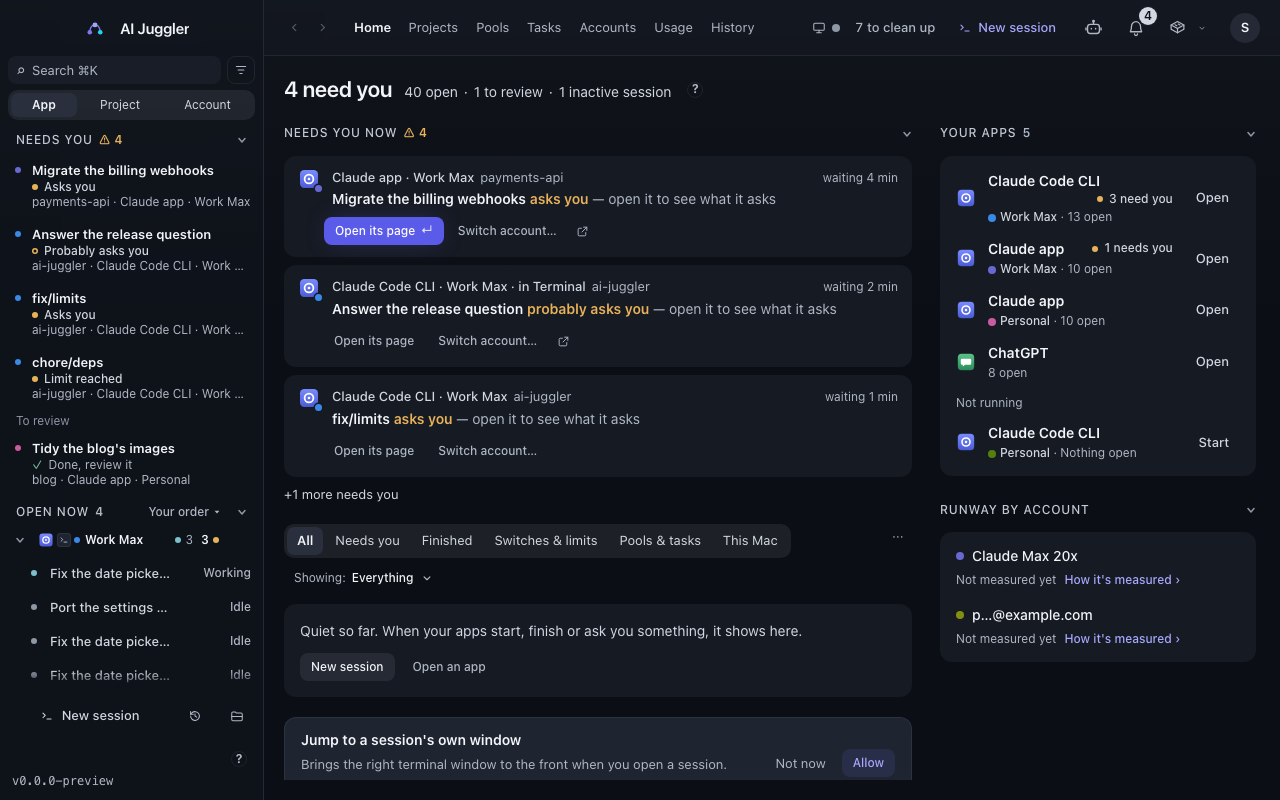 AI Juggler
Search ⌘K
App Project Account
NEEDS YOU 4
Migrate the billing webhooks
Asks you
payments-api · Claude app · Work Max
Answer the release question
Probably asks you
ai-juggler · Claude Code CLI · Work ...
fix/limits
Asks you
ai-juggler · Claude Code CLI · Work ...
chore/deps
Limit reached
ai-juggler · Claude Code CLI · Work ...
To review
Tidy the blog's images
Done, review it
blog · Claude app · Personal
OPEN NOW 4 Your order
Work Max 3 3
Fix the date picke... Working
Port the settings ... Idle
Fix the date picke... Idle
Fix the date picke... Idle
New session
?
v0.0.0-preview
Home Projects Pools Tasks Accounts Usage History
7 to clean up New session 4 S
4 need you 40 open · 1 to review · 1 inactive session ?
NEEDS YOU NOW 4
Claude app · Work Max payments-api waiting 4 min
Migrate the billing webhooks asks you — open it to see what it asks
Open its page ↵ Switch account...
Claude Code CLI · Work Max · in Terminal ai-juggler waiting 2 min
Answer the release question probably asks you — open it to see what it asks
Open its page Switch account...
Claude Code CLI · Work Max ai-juggler waiting 1 min
fix/limits asks you — open it to see what it asks
Open its page Switch account...
+1 more needs you
All Needs you Finished Switches & limits Pools & tasks This Mac ...
Showing: Everything
Quiet so far. When your apps start, finish or ask you something, it shows here.
New session Open an app
Jump to a session's own window
Brings the right terminal window to the front when you open a session. Not now Allow
YOUR APPS 5
Claude Code CLI
3 need you Open
Work Max · 13 open
Claude app 1 needs you
Work Max · 10 open Open
Claude app
Personal · 10 open Open
ChatGPT
8 open Open
Not running
Claude Code CLI
Personal · Nothing open Start
RUNWAY BY ACCOUNT
Claude Max 20x
Not measured yet How it's measured ›
p...@example.com
Not measured yet How it's measured ›